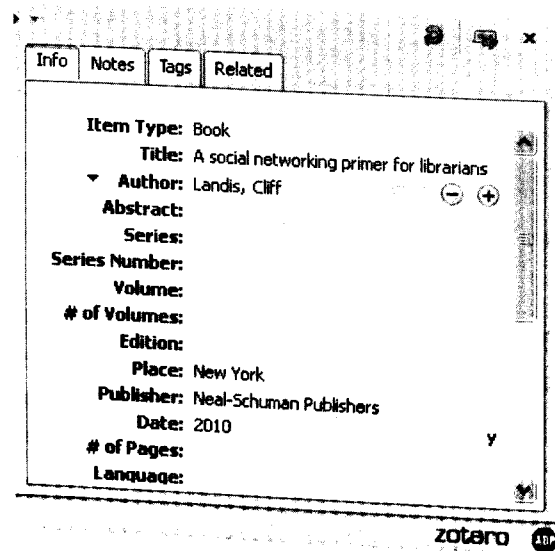 Info Notes Tags Related
Item Type: Book
Title: A social networking primer for librarians
Author: Landis, Cliff
Abstract:
Series:
Series Number:
Volume:
# of Volumes:
Edition:
Place: New York
Publisher: Neal-Schuman Publishers
Date: 2010 y
# of Pages:
Language:
zotero